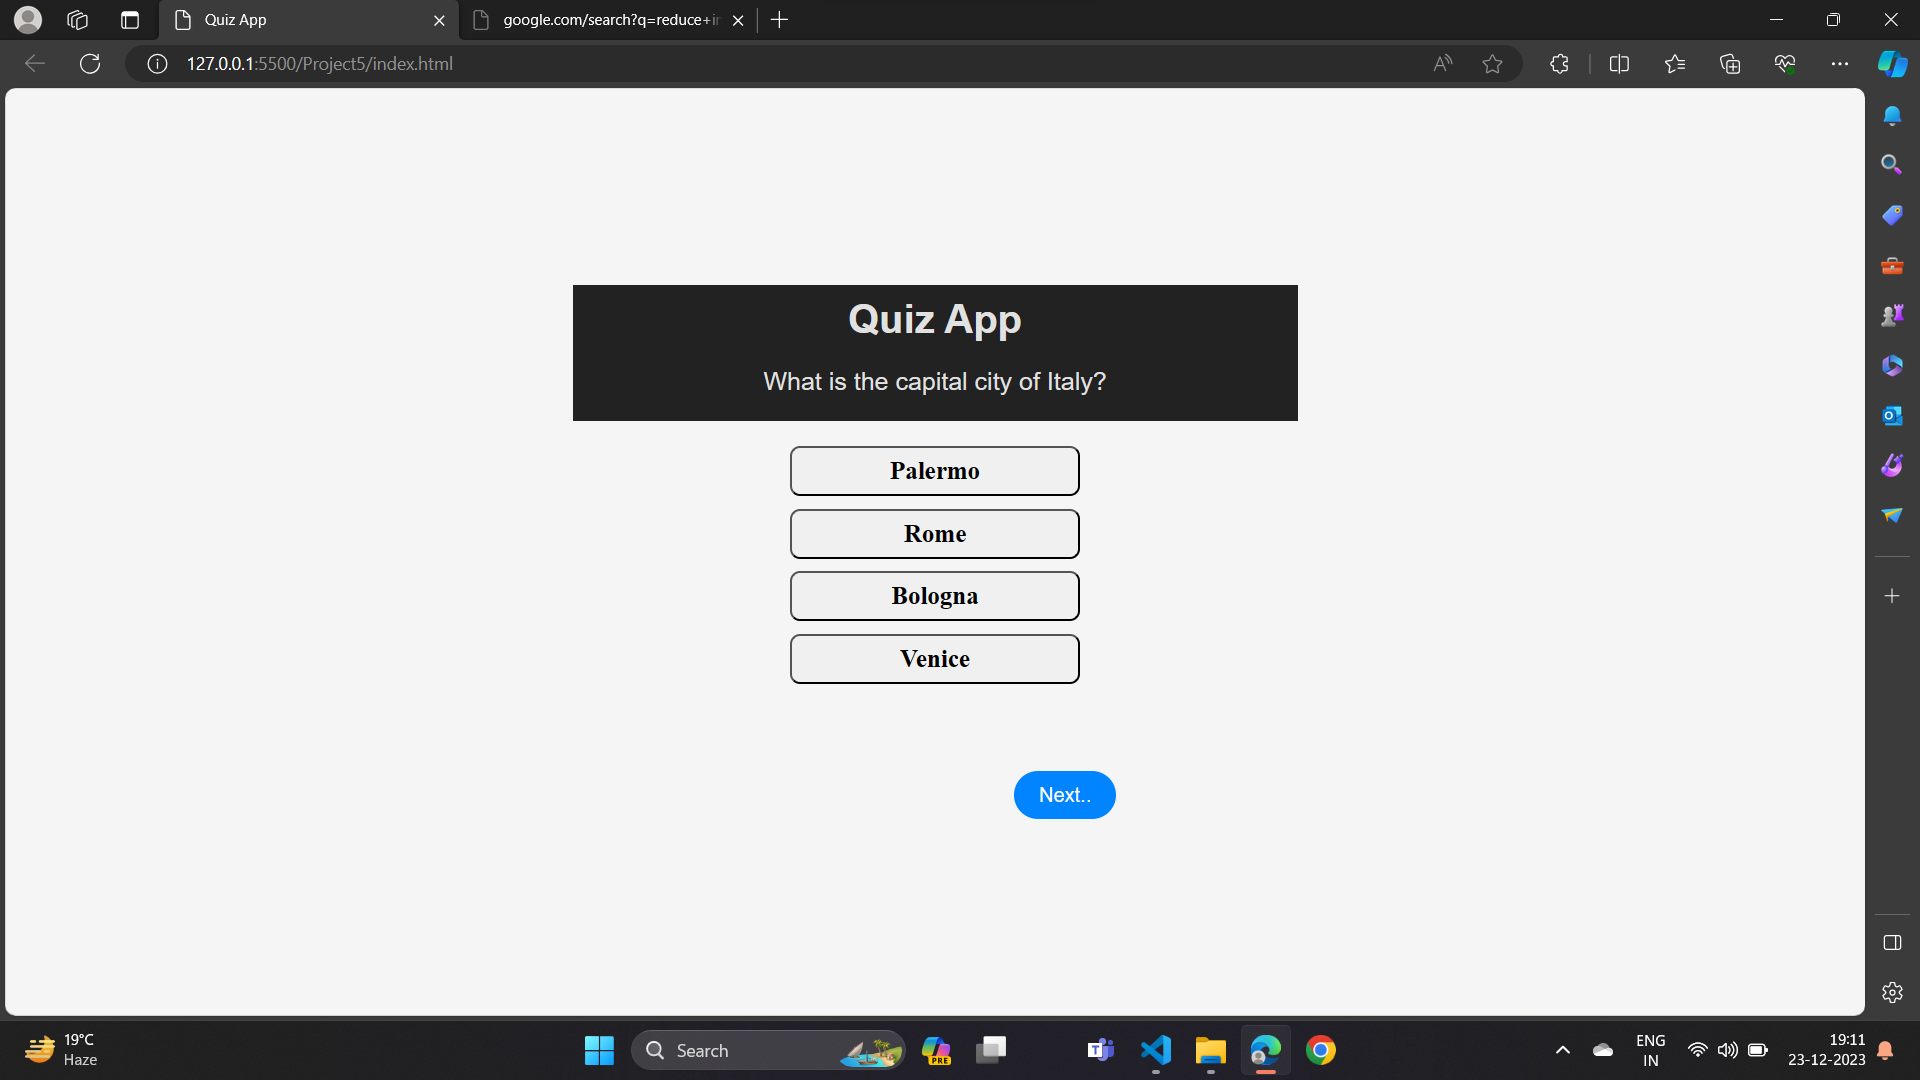 Quiz App
google.com/search?q=reduce+i
127.0.0.1:5500/Project5/index.html
Quiz App
What is the capital city of Italy?
Palermo
Rome
Bologna
Venice
Next..
19°C
Haze
Search
PRE
ENG
IN
19:11
23-12-2023